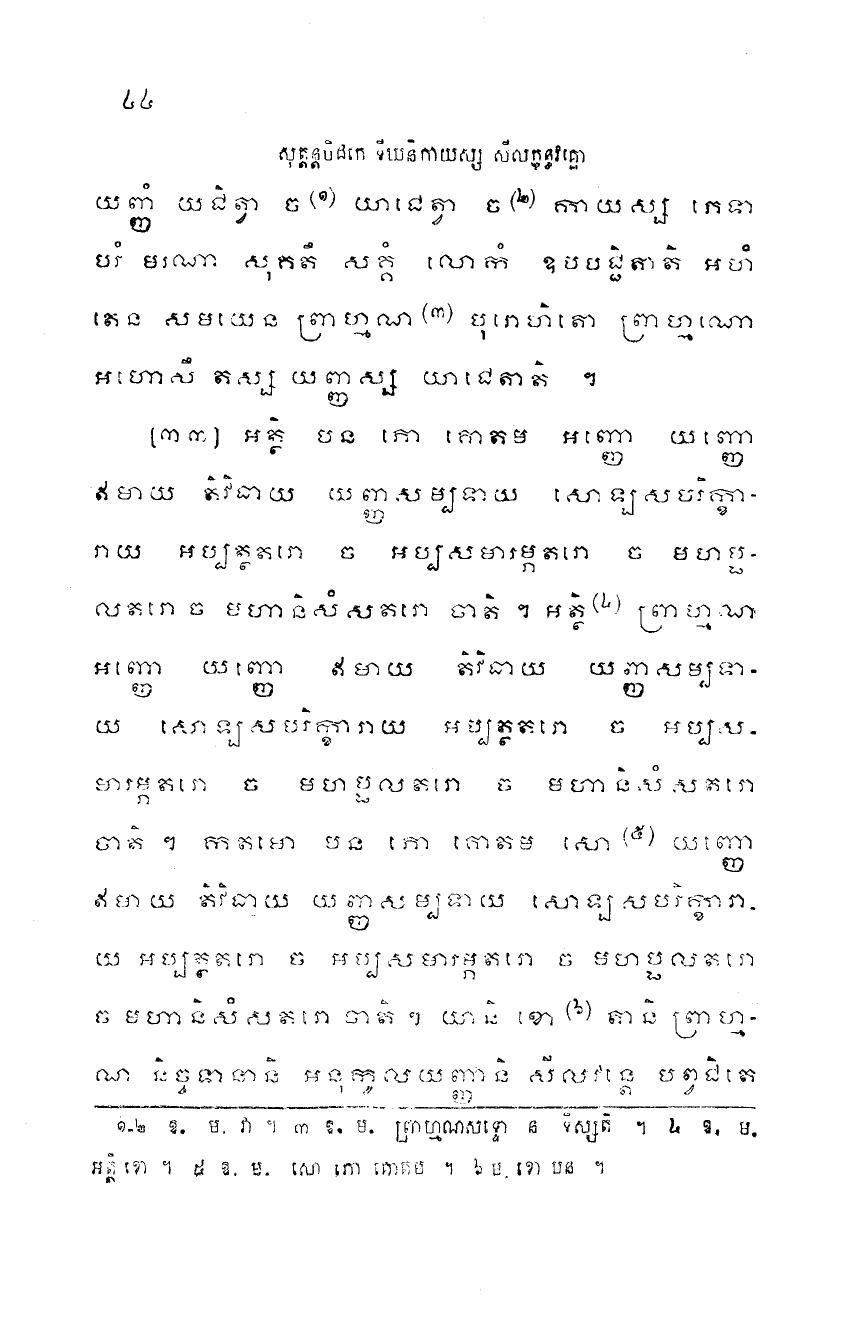 ៤៤
សុត្តន្តបិដកេ ទីឃនិកាយស្ស សីលក្ខន្ធវគ្គោ
យញ្ញំ យជិត្វា ច (១) យាជេត្វា ច (២) កាយស្ស ភេទា
បរំ មរណា សុគតឹ សគ្គំ លោកំ ឧបបជ្ជិតាតិ អហំ
តេន សមយេន ព្រាហ្មណ (៣) បុរោហិតោ ព្រាហ្មណោ
អហោសឹ តស្ស យញ្ញស្ស យាជេតាតិ ។
[៣៣] អត្ថិ បន ភោ គោតម អញ្ញោ យញ្ញោ
ឥមាយ តិវិធាយ យញ្ញសម្បទាយ សោឡសបរិក្ខា-
រាយ អប្បត្ថតរោ ច អប្បសមារម្ភតរោ ច មហប្ផ-
លតរោ ច មហានិសំសតរោ ចាតិ ។ អត្ថិ (៤) ព្រាហ្មណ
អញ្ញោ យញ្ញោ ឥមាយ តិវិធាយ យញ្ញសម្បទា-
យ សោឡសបរិក្ខារាយ អប្បត្ថតរោ ច អប្បស-
មារម្ភតរោ ច មហប្ផលតរោ ច មហានិសំសតរោ
ចាតិ ។ កតមោ បន ភោ គោតម សោ (៥) យញ្ញោ
ឥមាយ តិវិធាយ យញ្ញសម្បទាយ សោឡសបរិក្ខារា-
យ អប្បត្ថតរោ ច អប្បសមារម្ភតរោ ច មហប្ផលតរោ
ច មហានិសំសតរោ ចាតិ ។ យានិ ខោ (៦) តានិ ព្រាហ្ម-
ណ និច្ចទានានិ អនុកូលយញ្ញានិ សីលវន្តេ បព្វជិតេ
១-២ ឱ. ម. វា ។ ៣ ឱ. ម. ព្រាហ្មណសទ្ទោ ន ទិស្សតិ ។ ៤ ឱ. ម.
អត្ថិ ខោ ។ ៥ ឱ. ម. សោ ភោ គោតម ។ ៦ ម. ខោ បន ។